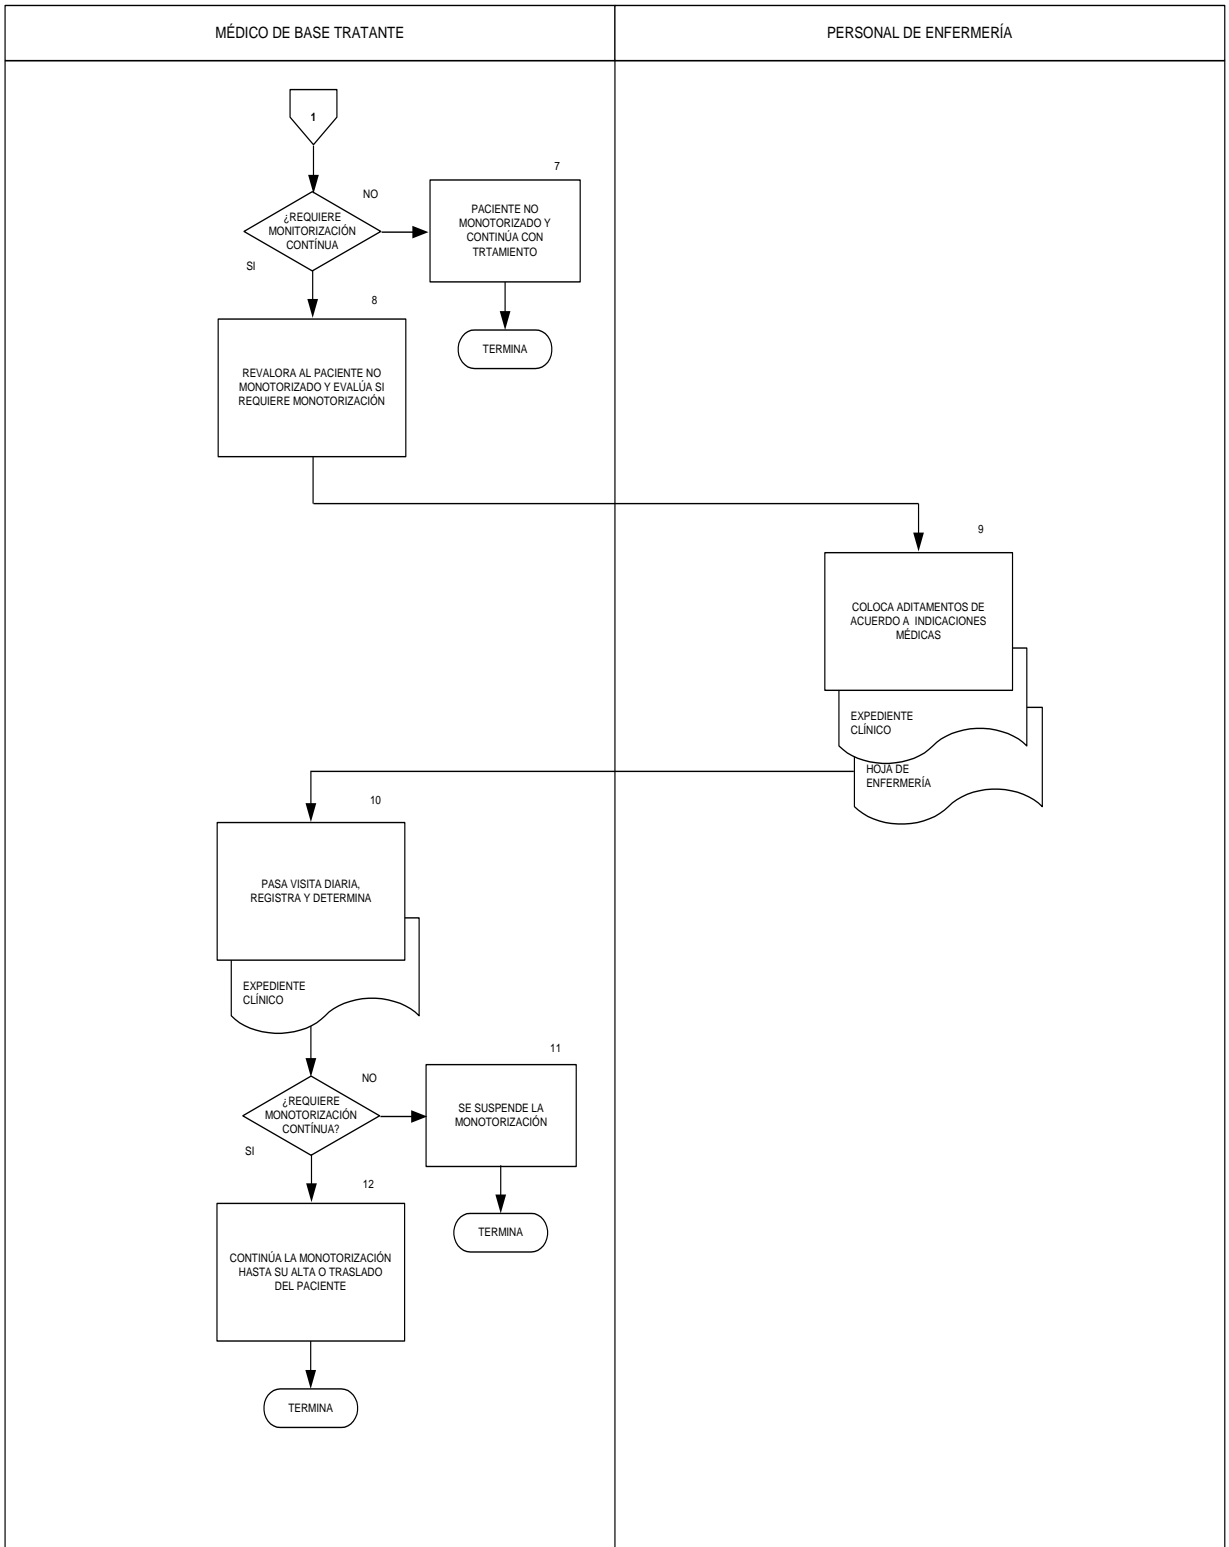 MÉDICO DE BASE TRATANTE
PERSONAL DE ENFERMERÍA
1
¿REQUIERE
MONITORIZACIÓN
CONTÍNUA
NO
SI
7
PACIENTE NO
MONOTORIZADO Y
CONTINÚA CON
TRTAMIENTO
TERMINA
8
REVALORA AL PACIENTE NO
MONOTORIZADO Y EVALÚA SI
REQUIERE MONOTORIZACIÓN
9
COLOCA ADITAMENTOS DE
ACUERDO A INDICACIONES
MÉDICAS
EXPEDIENTE
CLÍNICO
HOJA DE
ENFERMERÍA
10
PASA VISITA DIARIA,
REGISTRA Y DETERMINA
EXPEDIENTE
CLÍNICO
¿REQUIERE
MONOTORIZACIÓN
CONTÍNUA?
NO
SI
11
SE SUSPENDE LA
MONOTORIZACIÓN
TERMINA
12
CONTINÚA LA MONOTORIZACIÓN
HASTA SU ALTA O TRASLADO
DEL PACIENTE
TERMINA